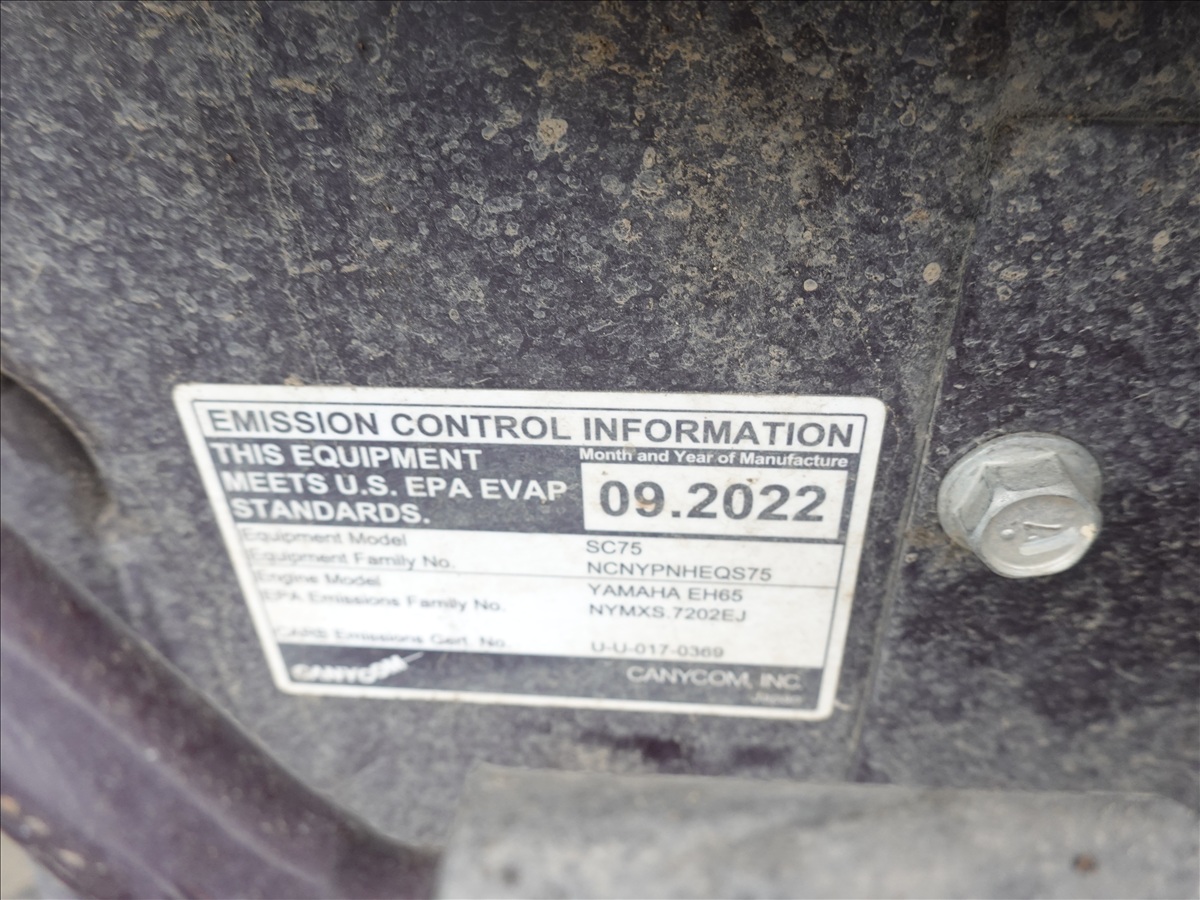 EMISSION CONTROL INFORMATION
THIS EQUIPMENT
MEETS U.S. EPA EVAP
STANDARDS.
Month and Year of Manufacture
09.2022
Equipment Model SC75
Equipment Family No. NCNYPNHEQS75
Engine Model YAMAHA EH65
EPA Emissions Family No. NYMXS.7202EJ
CARB Emissions Cert. No. U-U-017-0369
CANYCOM CANYCOM, INC.
Japan